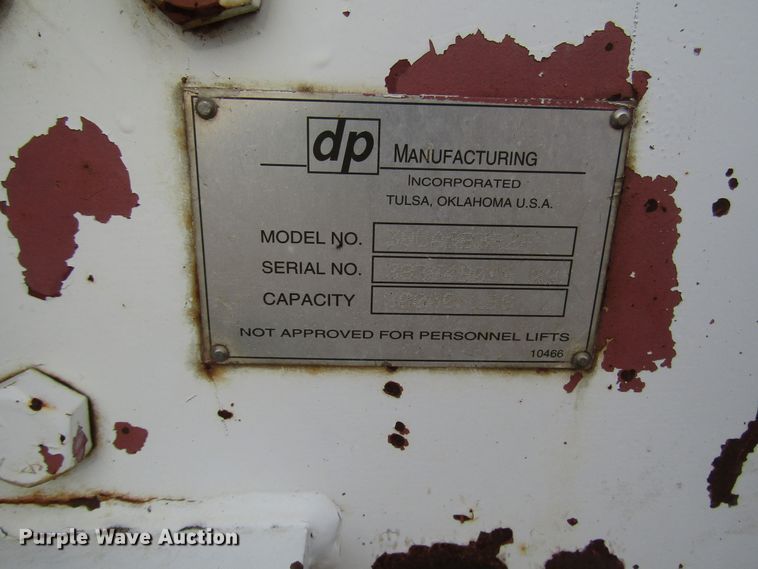 dp MANUFACTURING
INCORPORATED
TULSA, OKLAHOMA U.S.A.
MODEL NO.
SERIAL NO.
CAPACITY
NOT APPROVED FOR PERSONNEL LIFTS
10466
Purple Wave Auction